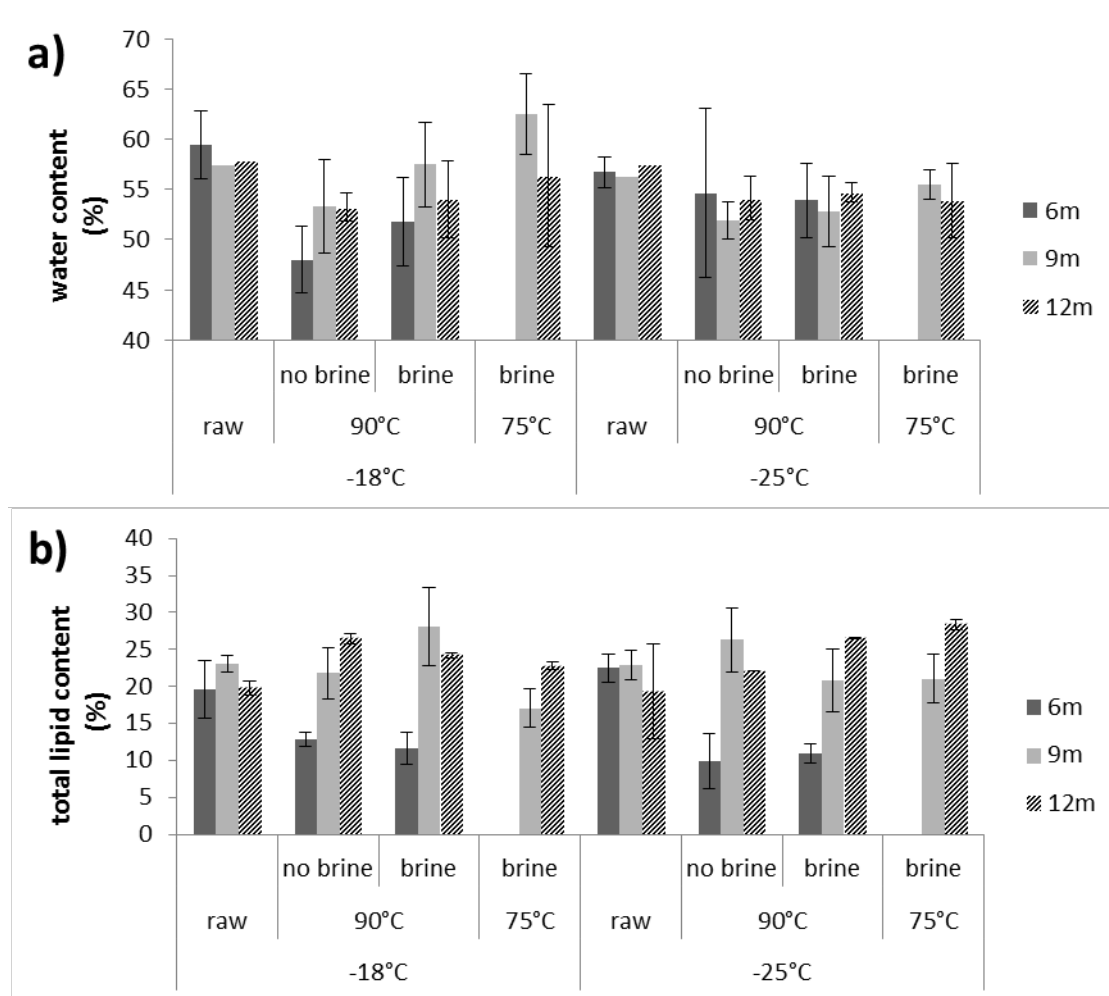 a)
water content
(%)
70
65
60
55
50
45
40
6m
9m
12m
no brine brine brine no brine brine brine
raw 90°C 75°C raw 90°C 75°C
-18°C -25°C
b)
total lipid content
(%)
40
35
30
25
20
15
10
5
0
6m
9m
12m
no brine brine brine no brine brine brine
raw 90°C 75°C raw 90°C 75°C
-18°C -25°C